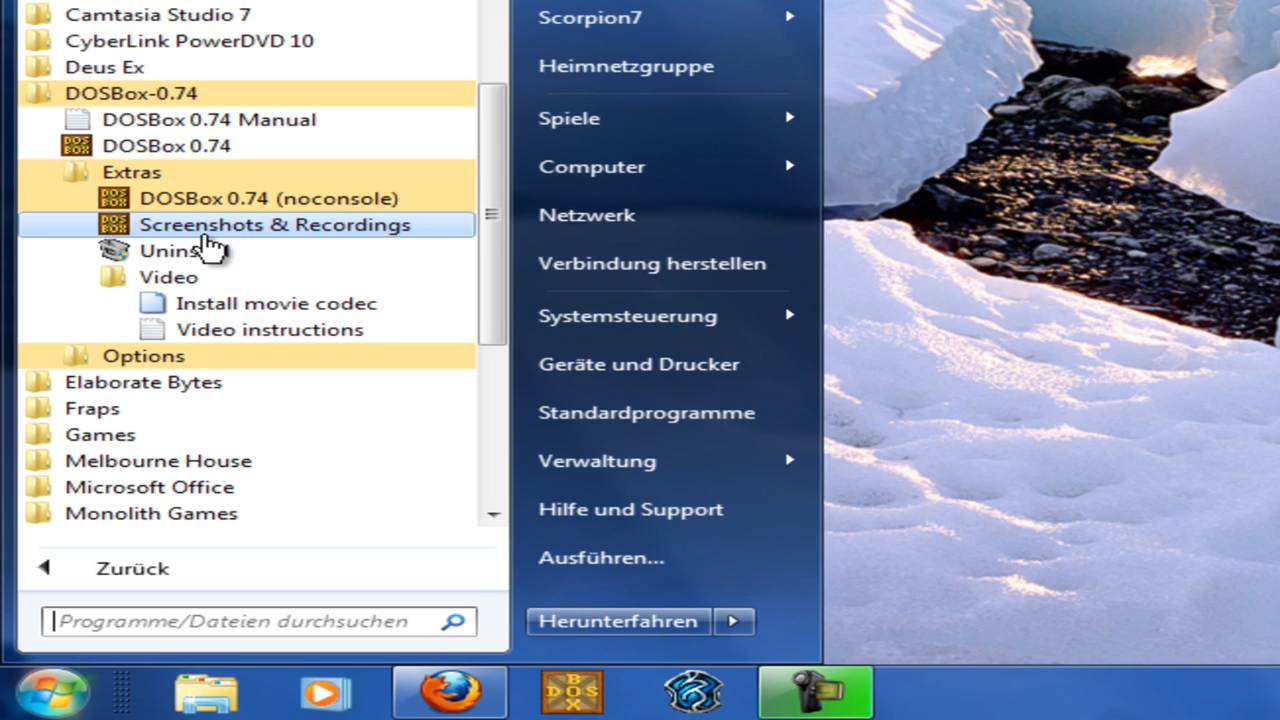 Camtasia Studio 7
CyberLink PowerDVD 10
Deus Ex
DOSBox-0.74
DOSBox 0.74 Manual
DOSBox 0.74
Extras
DOSBox 0.74 (noconsole)
Screenshots & Recordings
Video
Install movie codec
Video instructions
Options
Elaborate Bytes
Fraps
Games
Melbourne House
Microsoft Office
Monolith Games
Zurück
Programme/Dateien durchsuchen
Scorpion7
Heimnetzgruppe
Spiele
Computer
Netzwerk
Verbindung herstellen
Systemsteuerung
Geräte und Drucker
Standardprogramme
Verwaltung
Hilfe und Support
Ausführen...
Herunterfahren
DOS
BOX